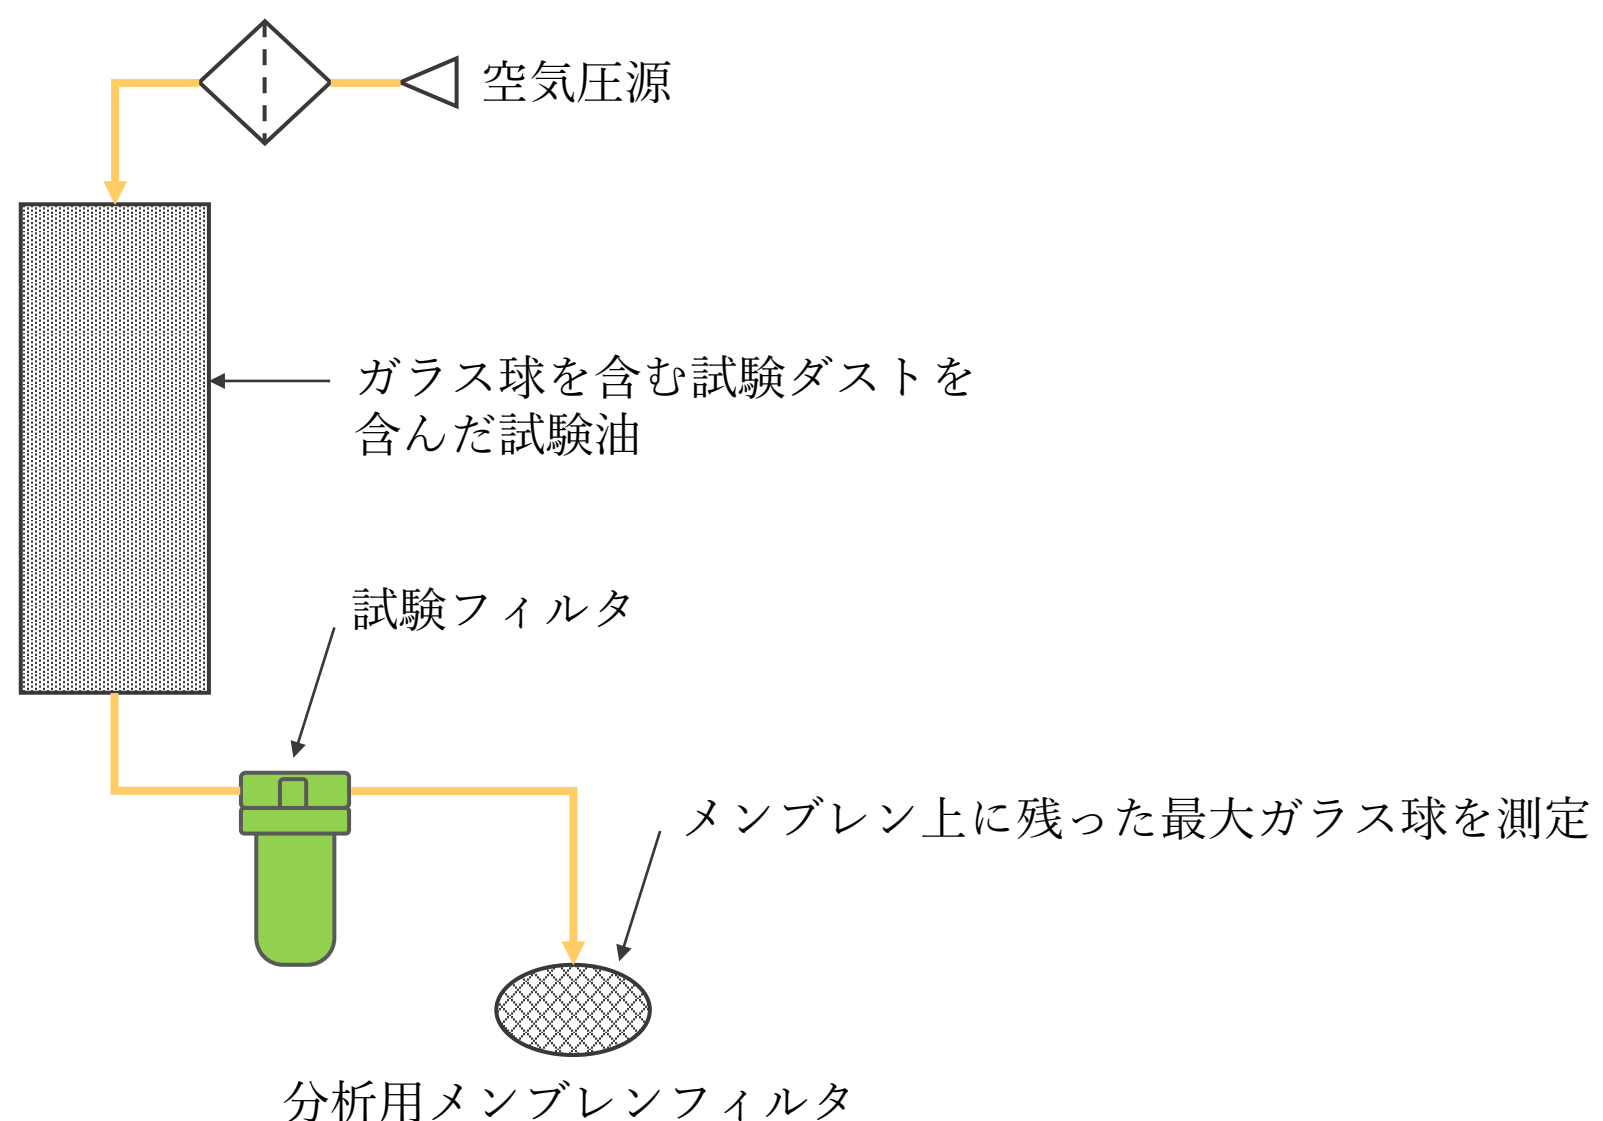 空気圧源
ガラス球を含む試験ダストを
含んだ試験油
試験フィルタ
メンブレン上に残った最大ガラス球を測定
分析用メンブレンフィルタ